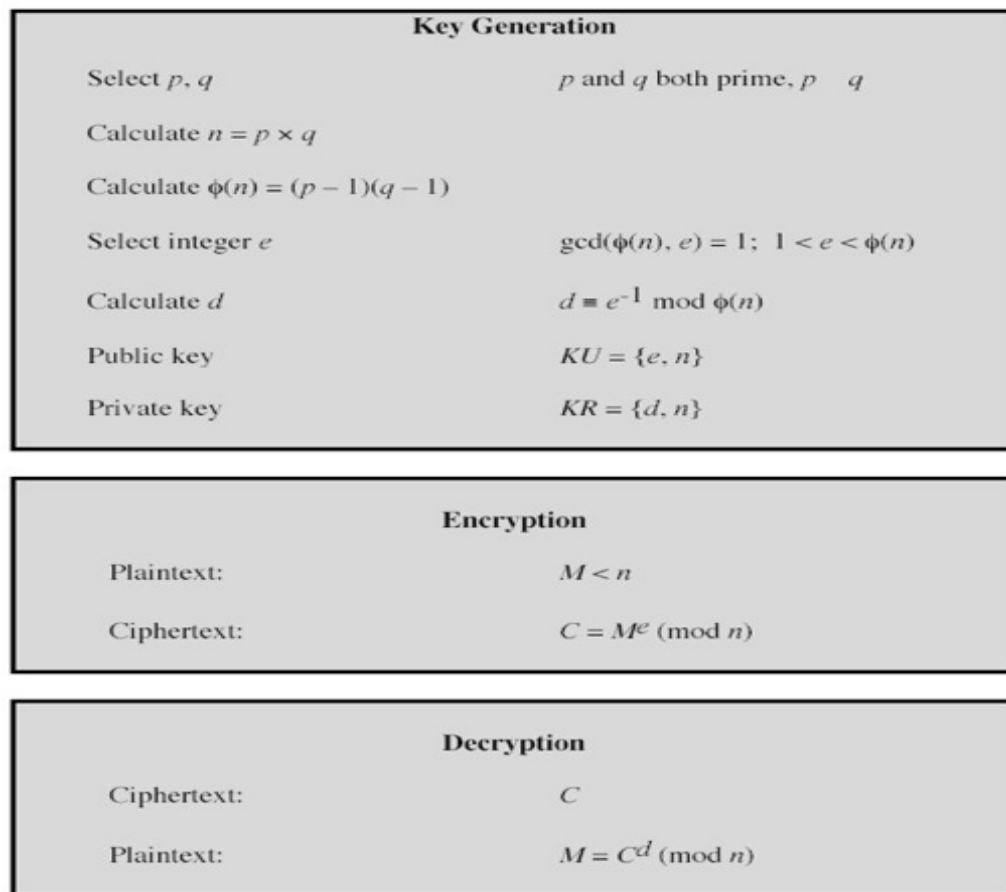 Key Generation
Select p, q p and q both prime, p q
Calculate n = p × q
Calculate ϕ(n) = (p – 1)(q – 1)
Select integer e gcd(ϕ(n), e) = 1; 1 < e < ϕ(n)
Calculate d d ≡ e⁻¹ mod ϕ(n)
Public key KU = {e, n}
Private key KR = {d, n}
Encryption
Plaintext: M < n
Ciphertext: C = Mᵉ (mod n)
Decryption
Ciphertext: C
Plaintext: M = Cᵈ (mod n)